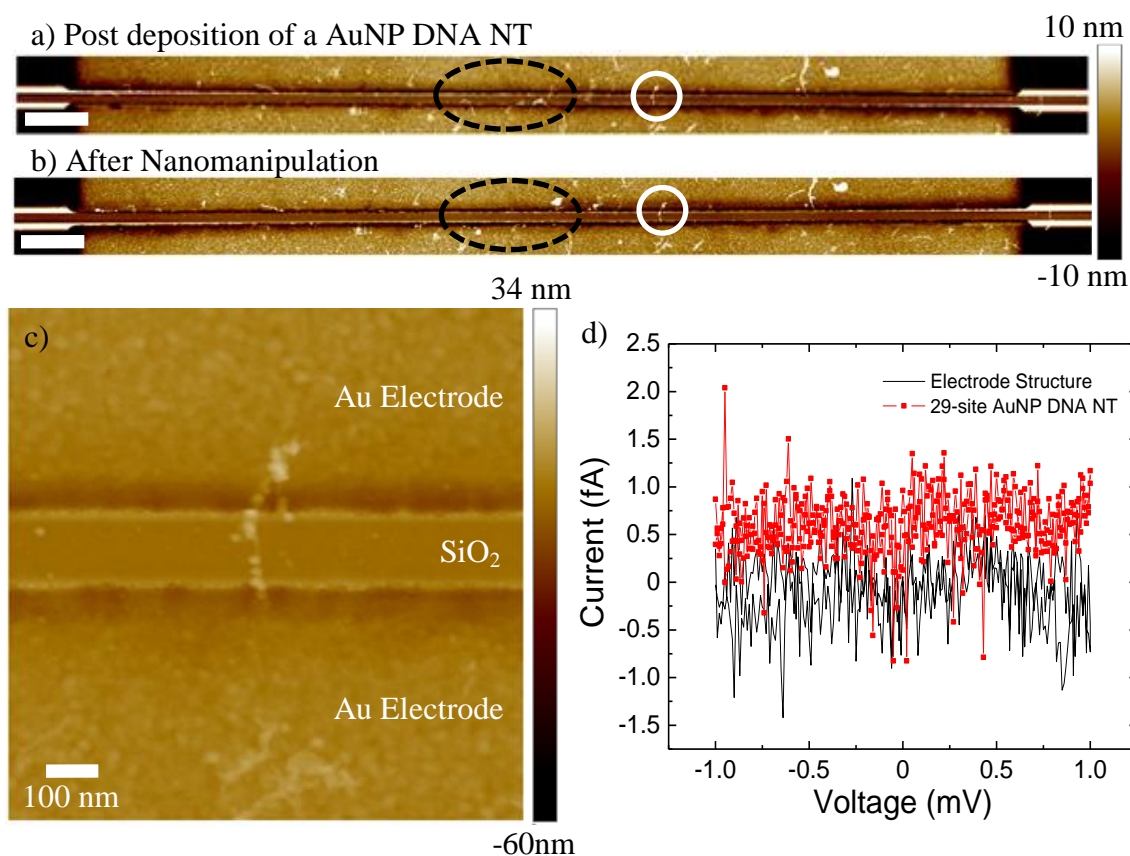 a) Post deposition of a AuNP DNA NT
10 nm
b) After Nanomanipulation
-10 nm
34 nm
c)
Au Electrode
SiO₂
Au Electrode
100 nm
-60nm
d)
2.5
2.0
1.5
1.0
0.5
0
-0.5
-1.0
-1.5
Current (fA)
Electrode Structure
29-site AuNP DNA NT
-1.0 -0.5 0 0.5 1.0
Voltage (mV)